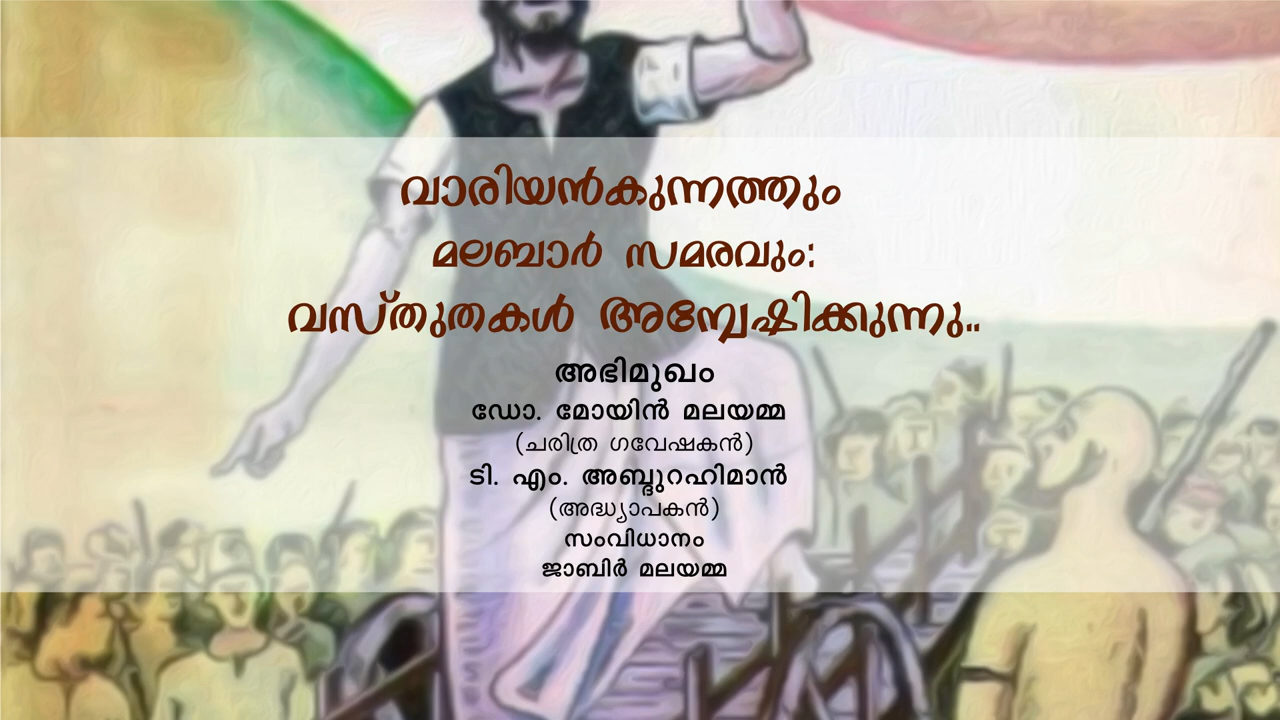 വാരിയൻകുന്നത്തും
മലബാർ സമരവും:
വസ്തുതകൾ അന്വേഷിക്കുന്നു..
അഭിമുഖം
ഡോ. മോയിൻ മലയമ്മ
(ചരിത്ര ഗവേഷകൻ)
ടി. എം. അബ്ദുറഹിമാൻ
(അദ്ധ്യാപകൻ)
സംവിധാനം
ജാബിർ മലയമ്മ